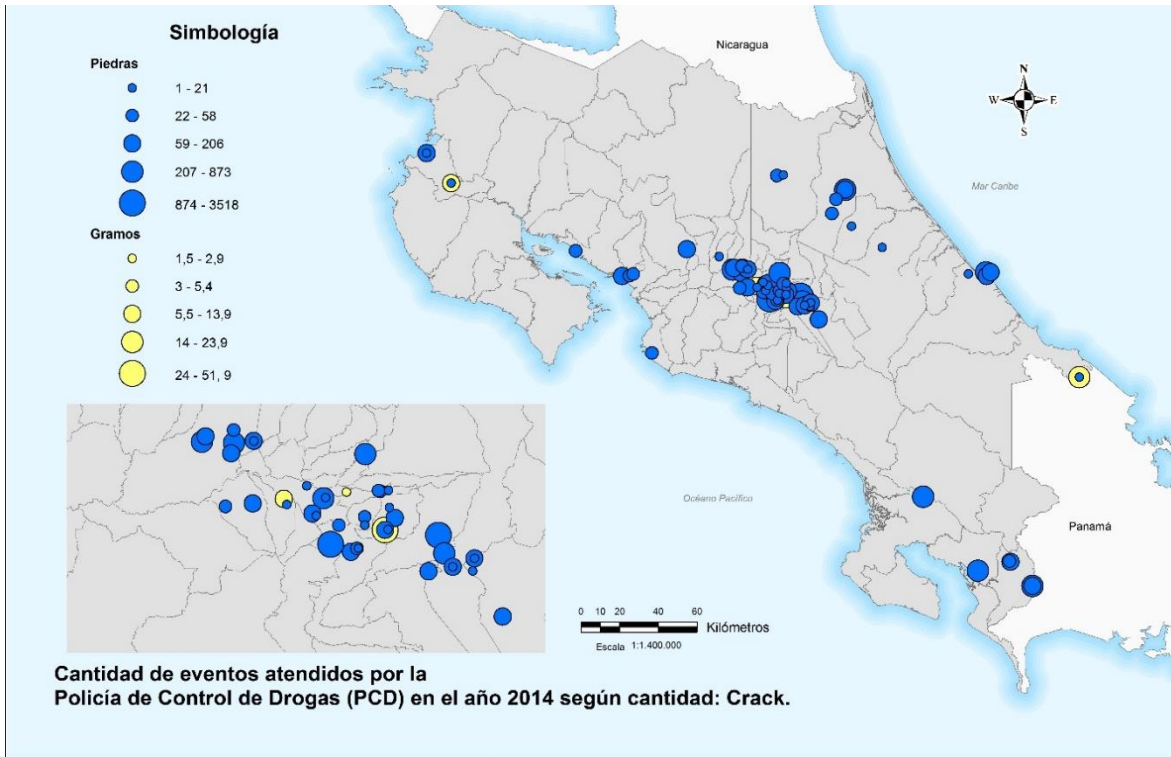 Simbología
Piedras
1 - 21
22 - 58
59 - 206
207 - 873
874 - 3518
Gramos
1,5 - 2,9
3 - 5,4
5,5 - 13,9
14 - 23,9
24 - 51, 9
Nicaragua
N
W E
S
Mar Caribe
Océano Pacífico
Panamá
0 10 20 40 60
Kilómetros
Escala 1:1.400.000
Cantidad de eventos atendidos por la
Policía de Control de Drogas (PCD) en el año 2014 según cantidad: Crack.